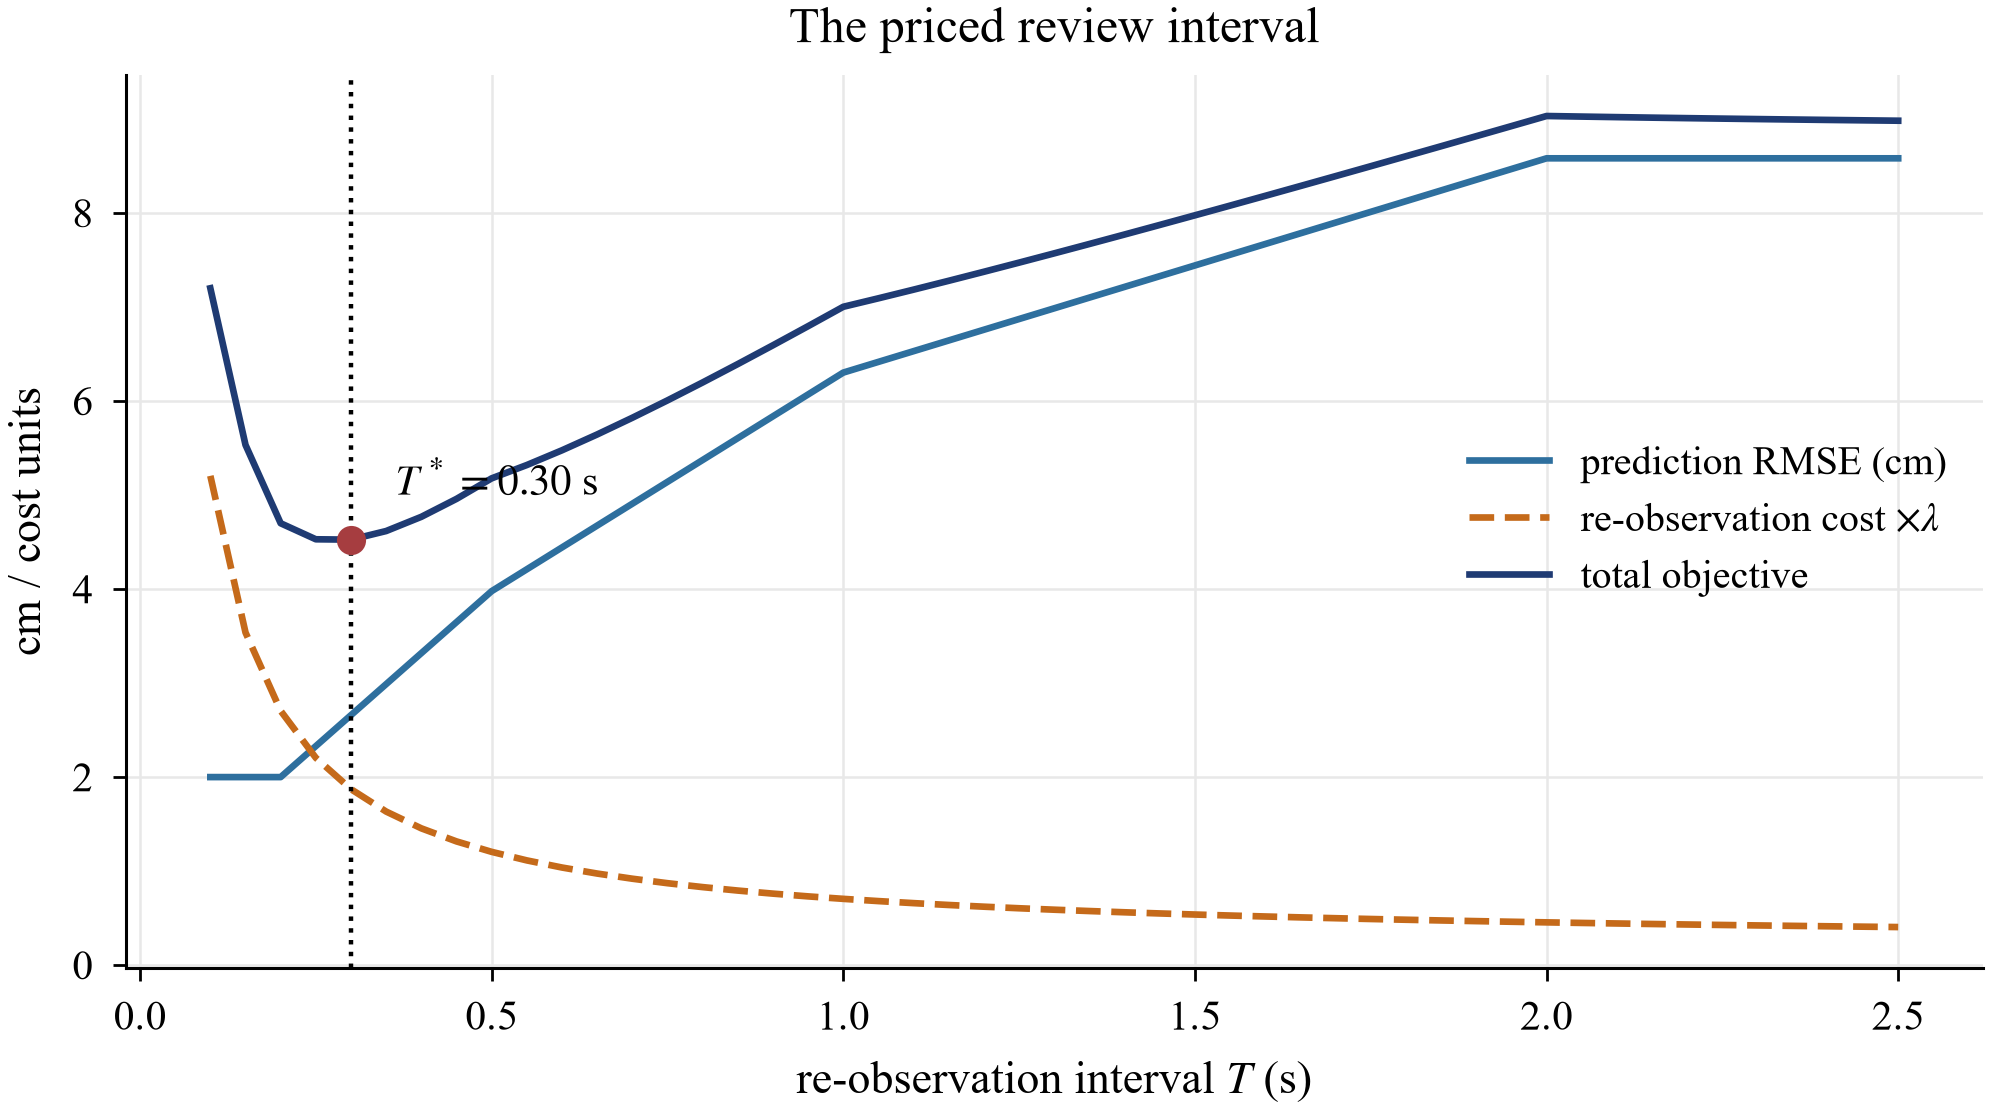 The priced review interval
cm / cost units
8
6
4
2
0
T* = 0.30 s
prediction RMSE (cm)
re-observation cost ×λ
total objective
0.0 0.5 1.0 1.5 2.0 2.5
re-observation interval T (s)